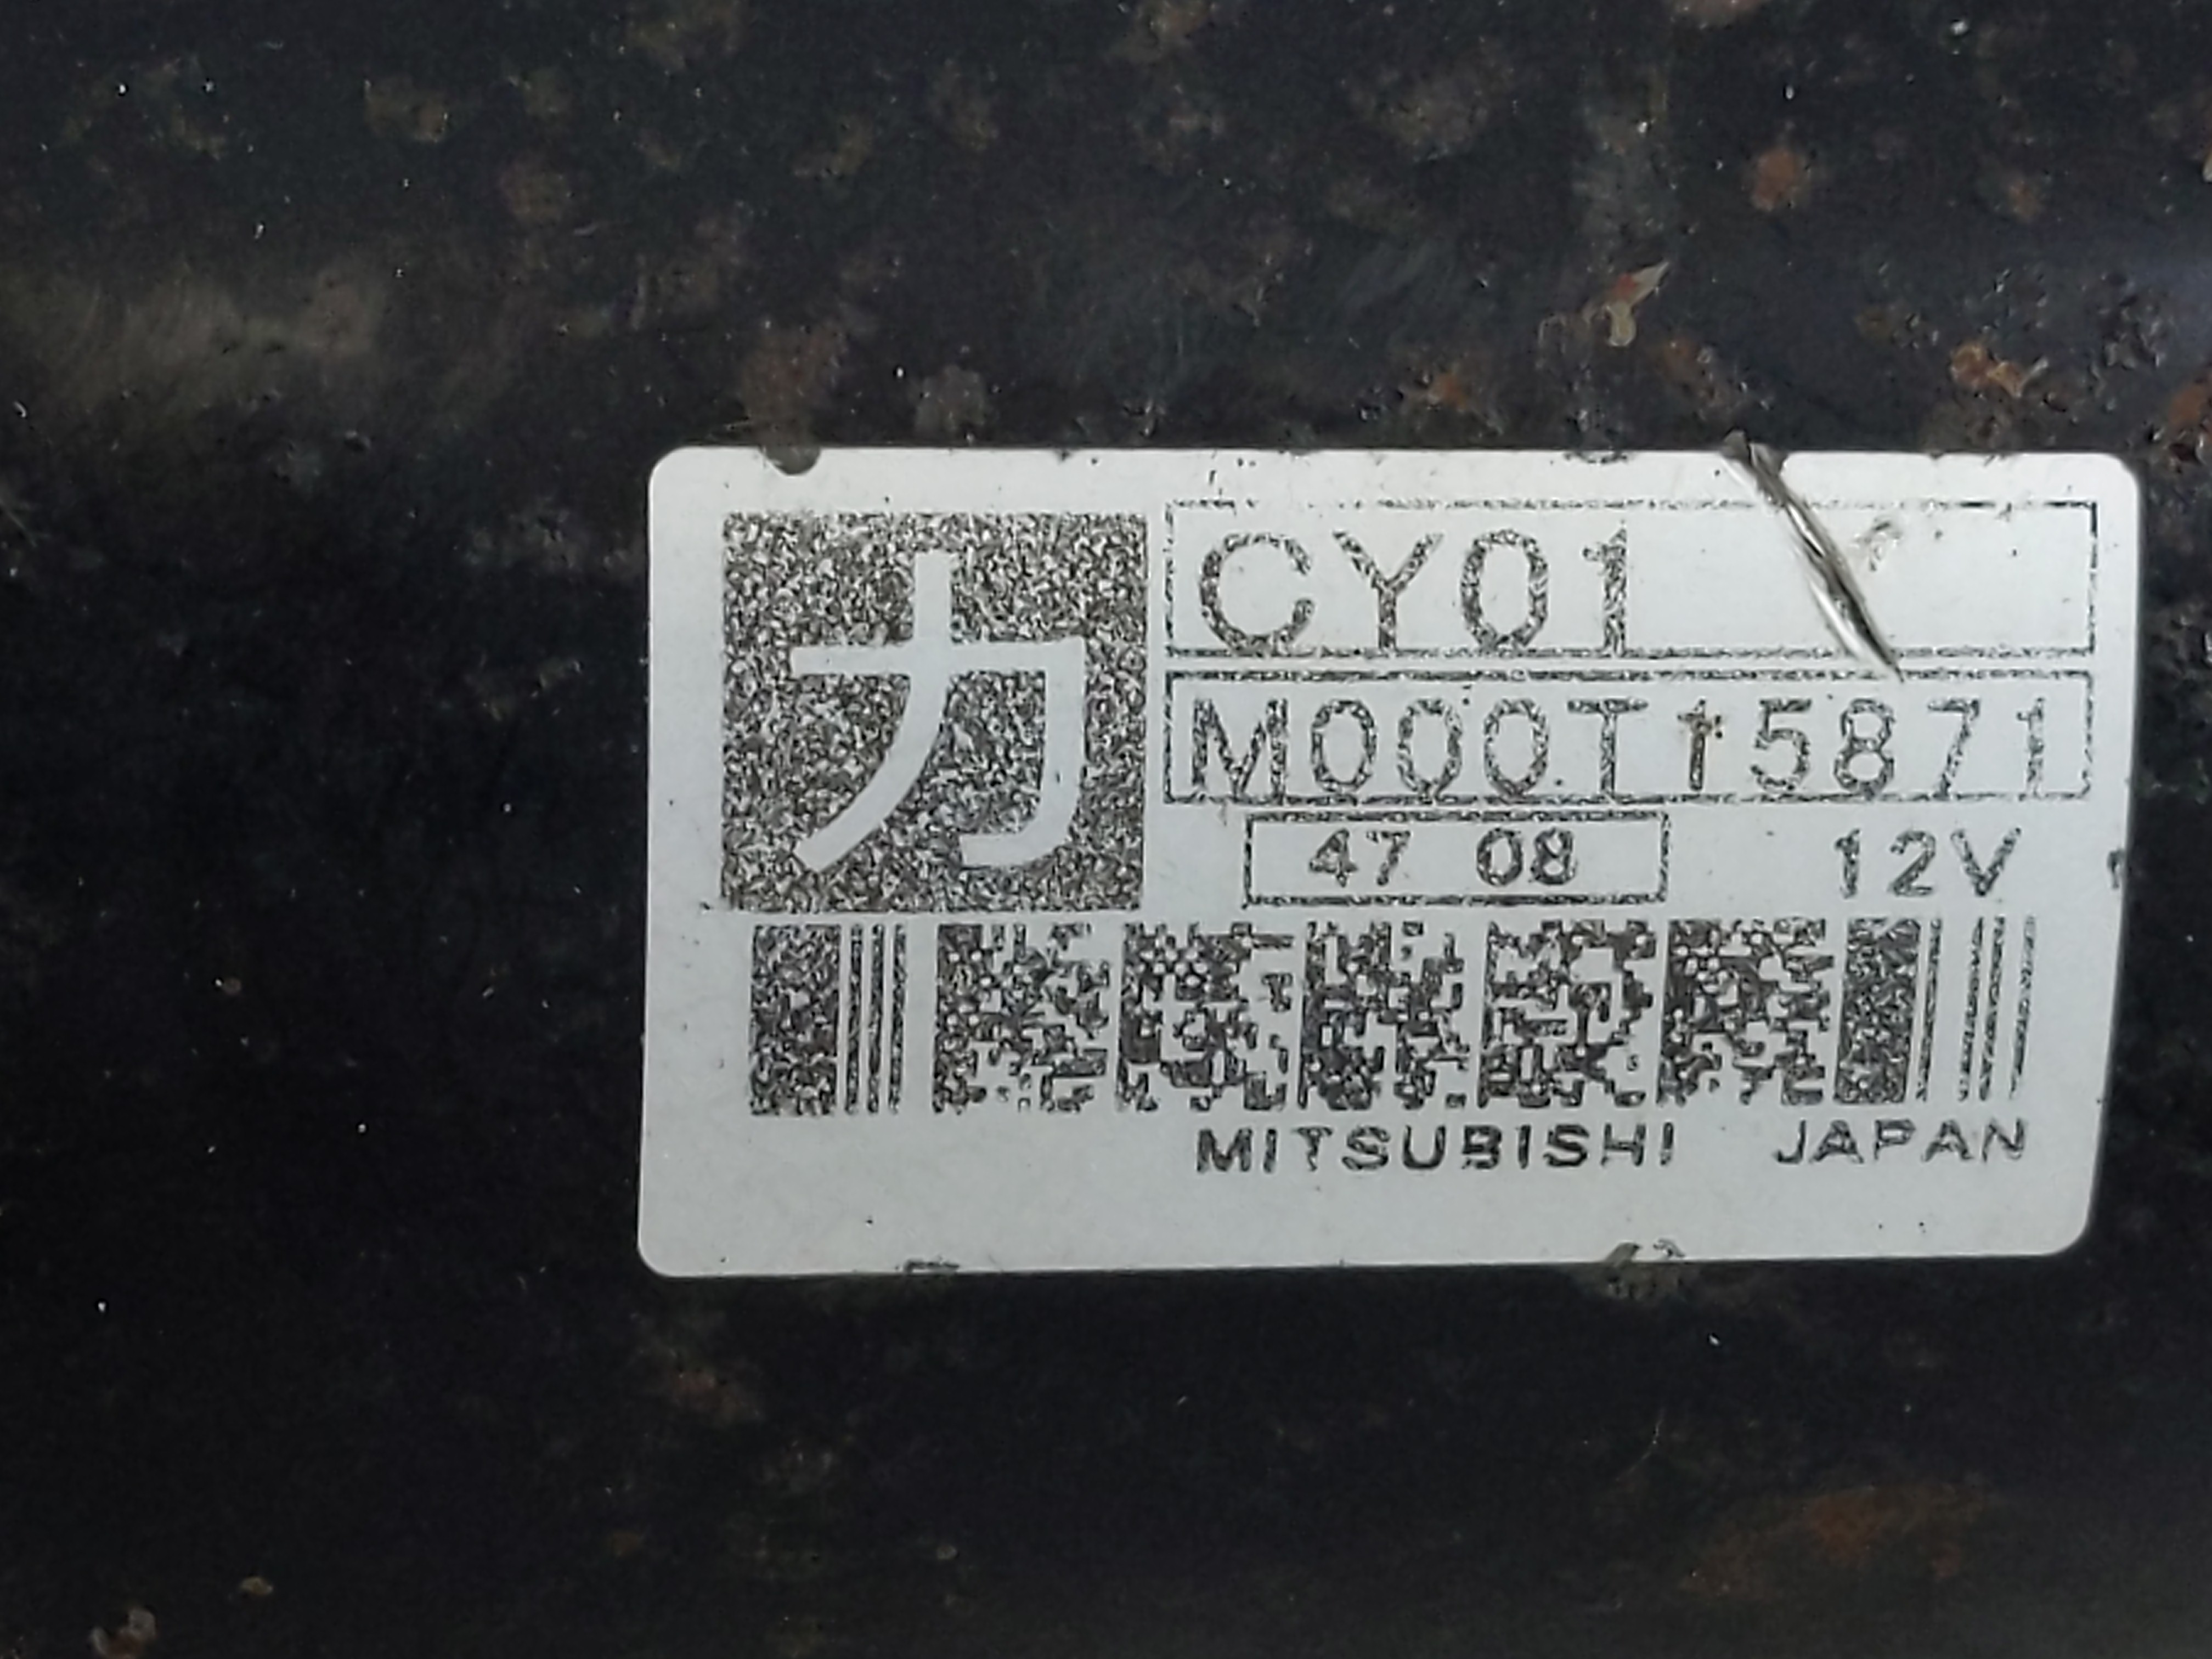 カ
CY01
M000T15871
47 08 12V
MITSUBISHI JAPAN